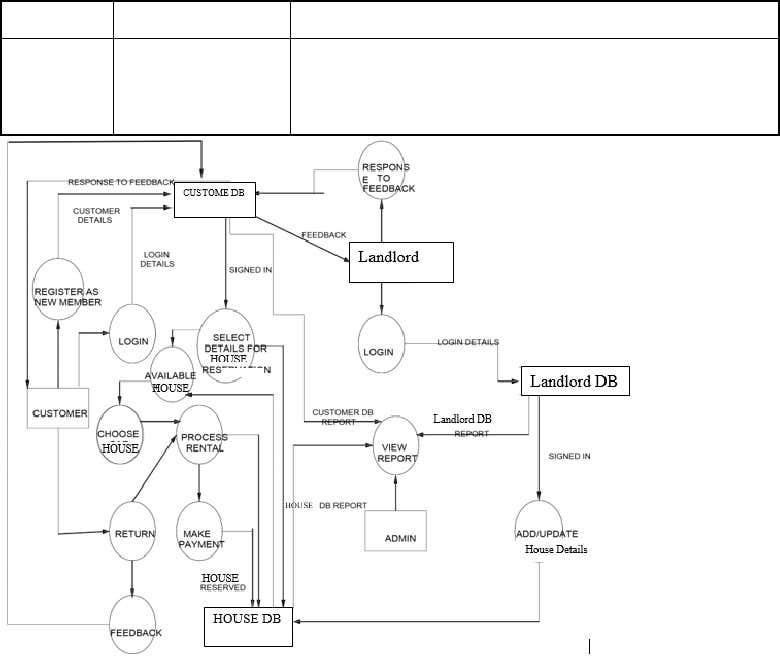 RESPONSE TO FEEDBACK
CUSTOME DB
RESPONS
E TO
FEEDBACK
CUSTOMER
DETAILS
FEEDBACK
Landlord
LOGIN
DETAILS
SIGNED IN
REGISTER AS
NEW MEMBER
LOGIN
SELECT
DETAILS FOR
HOUSE
RESERVATION
LOGIN
LOGIN DETAILS
Landlord DB
AVAILABLE
HOUSE
CUSTOMER
CHOOSE
HOUSE
PROCESS
RENTAL
CUSTOMER DB
REPORT
Landlord DB
REPORT
VIEW
REPORT
SIGNED IN
HOUSE DB REPORT
RETURN
MAKE
PAYMENT
ADMIN
ADD/UPDATE
House Details
HOUSE
RESERVED
HOUSE DB
FEEDBACK